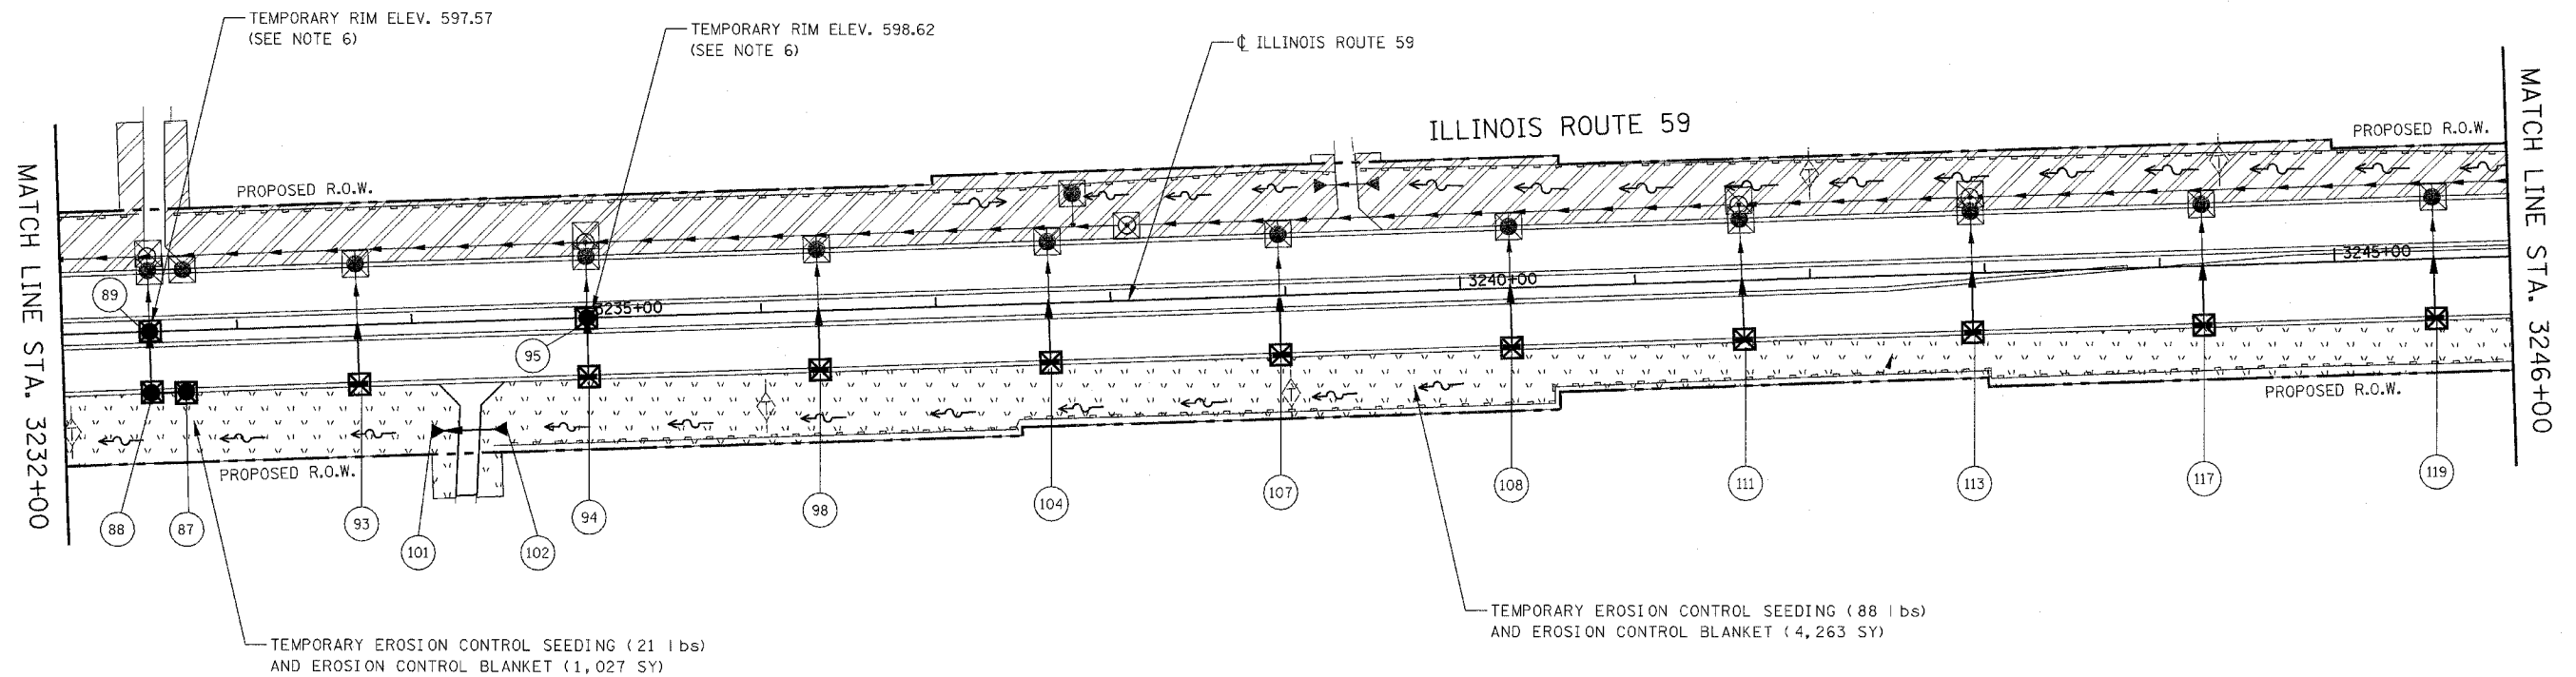 TEMPORARY RIM ELEV. 597.57
(SEE NOTE 6)
TEMPORARY RIM ELEV. 598.62
(SEE NOTE 6)
℄ ILLINOIS ROUTE 59
ILLINOIS ROUTE 59
PROPOSED R.O.W.
PROPOSED R.O.W.
MATCH LINE STA. 3232+00
MATCH LINE STA. 3246+00
89
95
3235+00
3240+00
3245+00
PROPOSED R.O.W.
PROPOSED R.O.W.
88
87
93
101
102
94
98
104
107
108
111
113
117
119
TEMPORARY EROSION CONTROL SEEDING (21 lbs)
AND EROSION CONTROL BLANKET (1,027 SY)
TEMPORARY EROSION CONTROL SEEDING (88 lbs)
AND EROSION CONTROL BLANKET (4,263 SY)